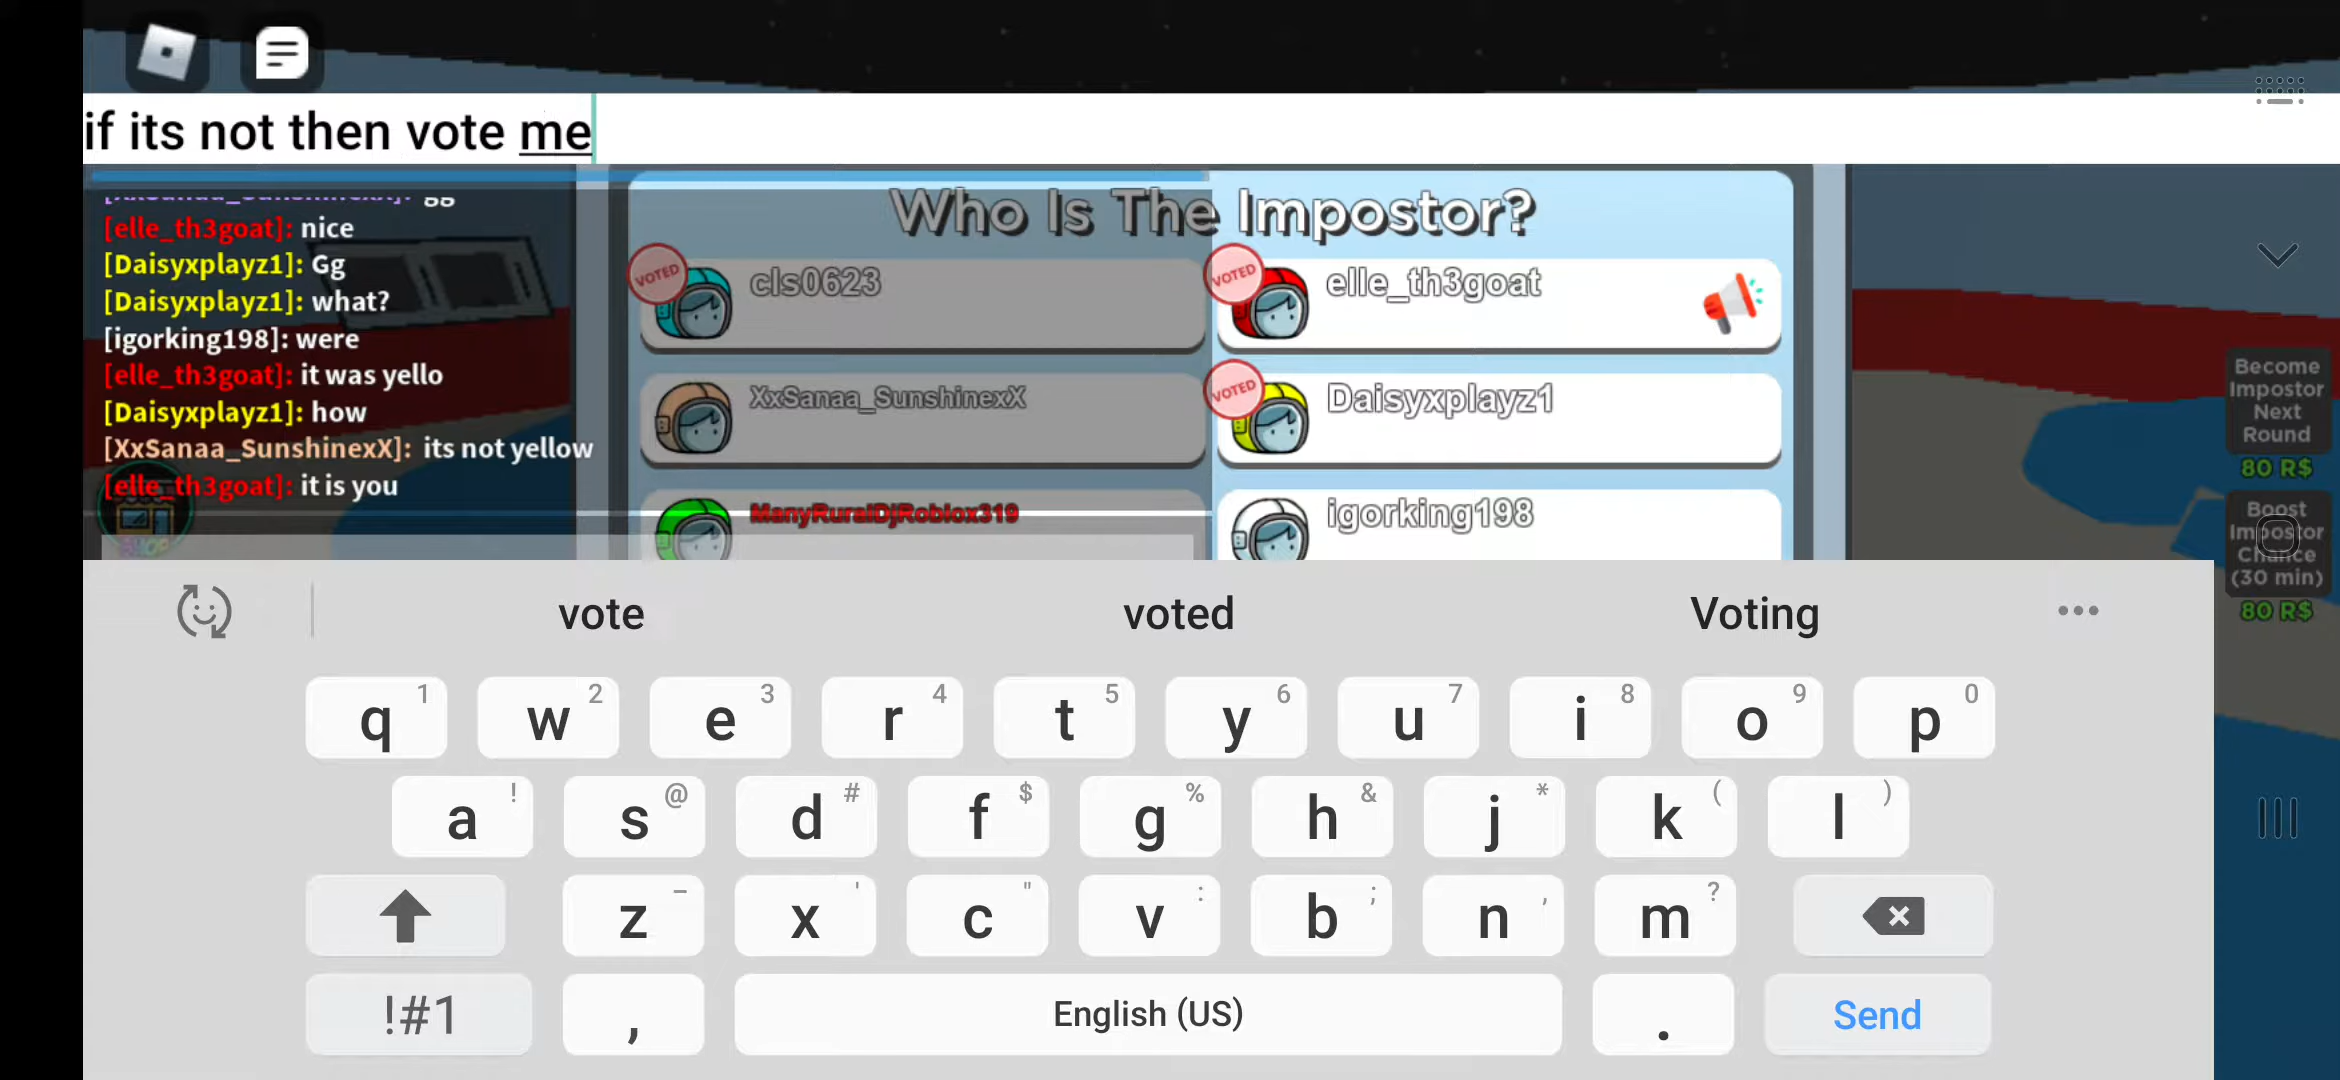 if its not then vote me
Who Is The Impostor?
[XxSanaa_SunshinexX]: gg
[elle_th3goat]: nice
[Daisyxplayz1]: Gg
[Daisyxplayz1]: what?
[igorking198]: were
[elle_th3goat]: it was yello
[Daisyxplayz1]: how
[XxSanaa_SunshinexX]: its not yellow
[elle_th3goat]: it is you
SHOP
VOTED
cls0623
VOTED
elle_th3goat
XxSanaa_SunshinexX
VOTED
Daisyxplayz1
ManyRuralDjRoblox319
igorking198
Become
Impostor
Next
Round
80 R$
Boost
Impostor
Chance
(30 min)
80 R$
vote voted Voting
q 1 w 2 e 3 r 4 t 5 y 6 u 7 i 8 o 9 p 0
a ! s @ d # f $ g % h & j * k ( l )
z - x ' c " v : b ; n , m ?
!#1 , English (US) . Send